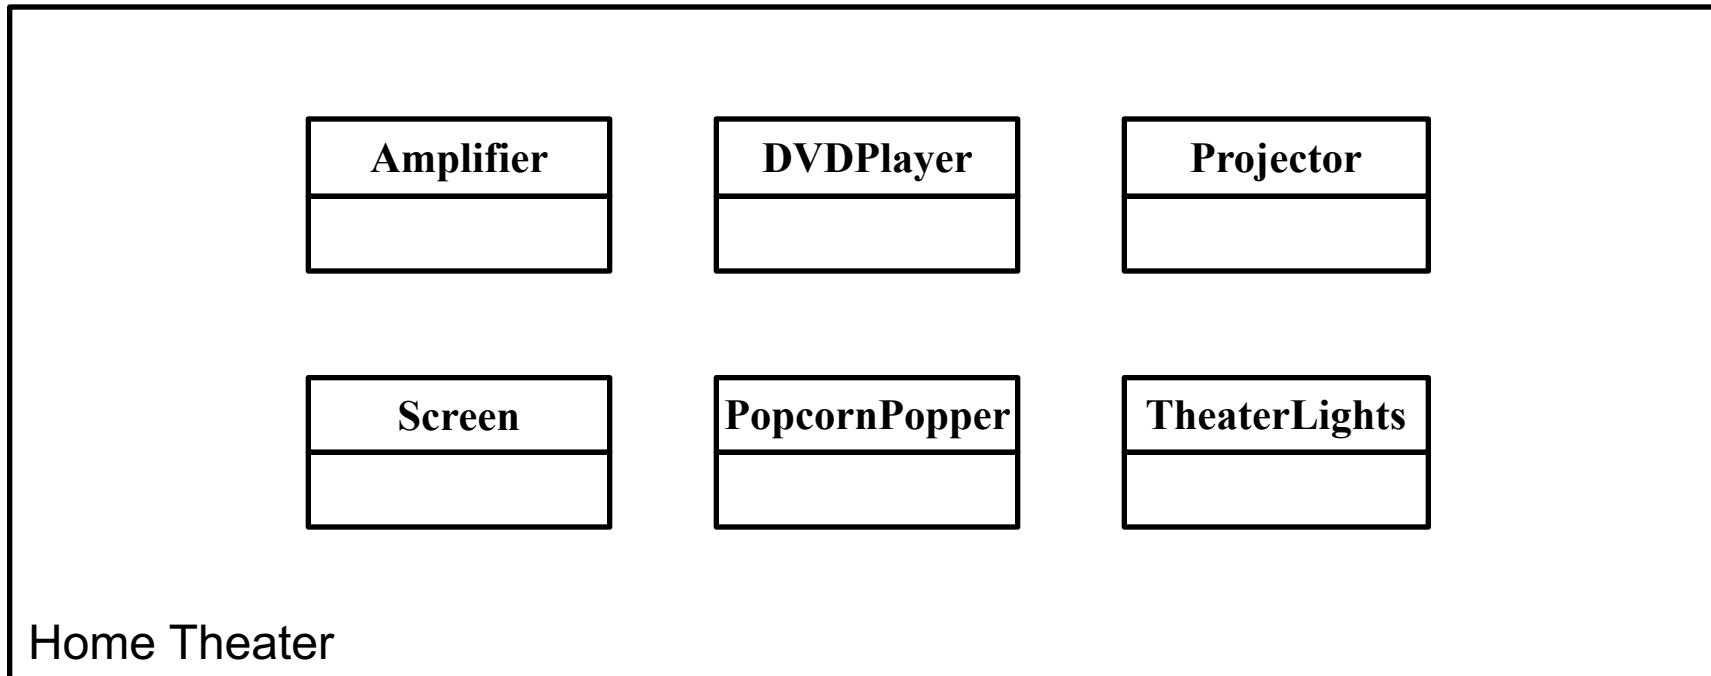 Amplifier
DVDPlayer
Projector
Screen
PopcornPopper
TheaterLights
Home Theater